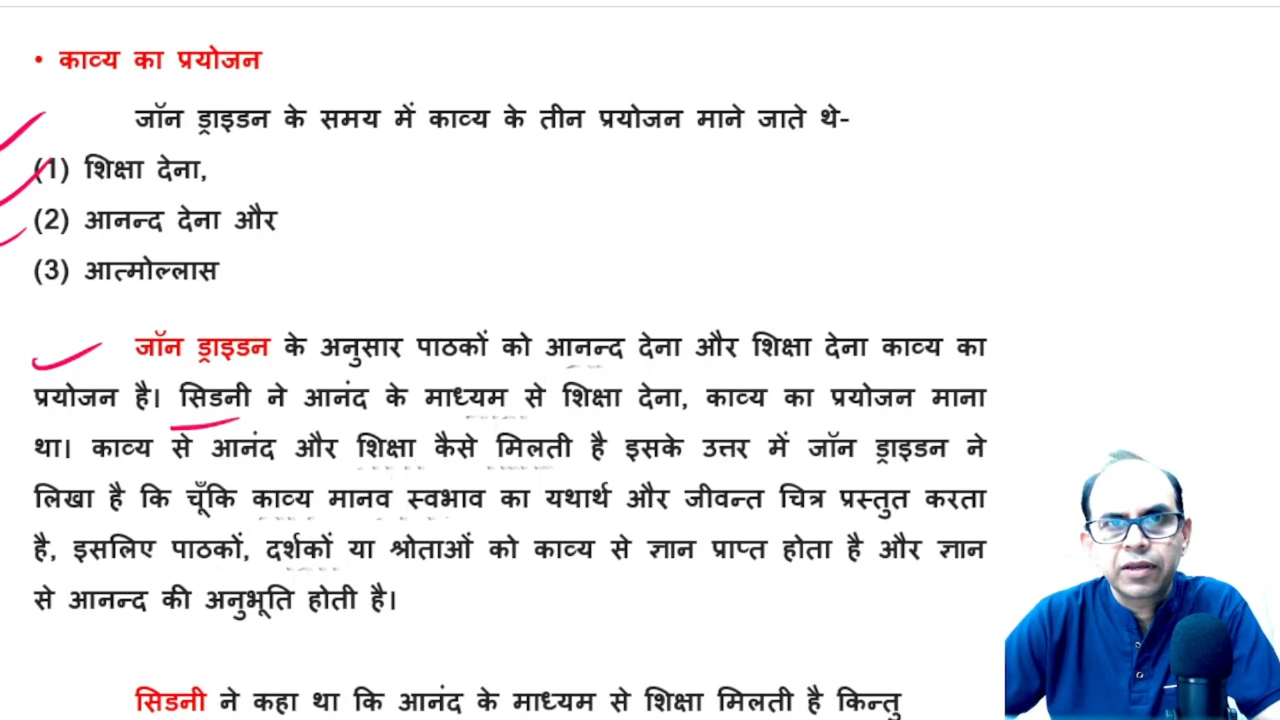 • काव्य का प्रयोजन
जॉन ड्राइडन के समय में काव्य के तीन प्रयोजन माने जाते थे-
(1) शिक्षा देना,
(2) आनन्द देना और
(3) आत्मोल्लास
जॉन ड्राइडन के अनुसार पाठकों को आनन्द देना और शिक्षा देना काव्य का
प्रयोजन है। सिडनी ने आनंद के माध्यम से शिक्षा देना, काव्य का प्रयोजन माना
था। काव्य से आनंद और शिक्षा कैसे मिलती है इसके उत्तर में जॉन ड्राइडन ने
लिखा है कि चूँकि काव्य मानव स्वभाव का यथार्थ और जीवन्त चित्र प्रस्तुत करता
है, इसलिए पाठकों, दर्शकों या श्रोताओं को काव्य से ज्ञान प्राप्त होता है और ज्ञान
से आनन्द की अनुभूति होती है।
सिडनी ने कहा था कि आनंद के माध्यम से शिक्षा मिलती है किन्तु